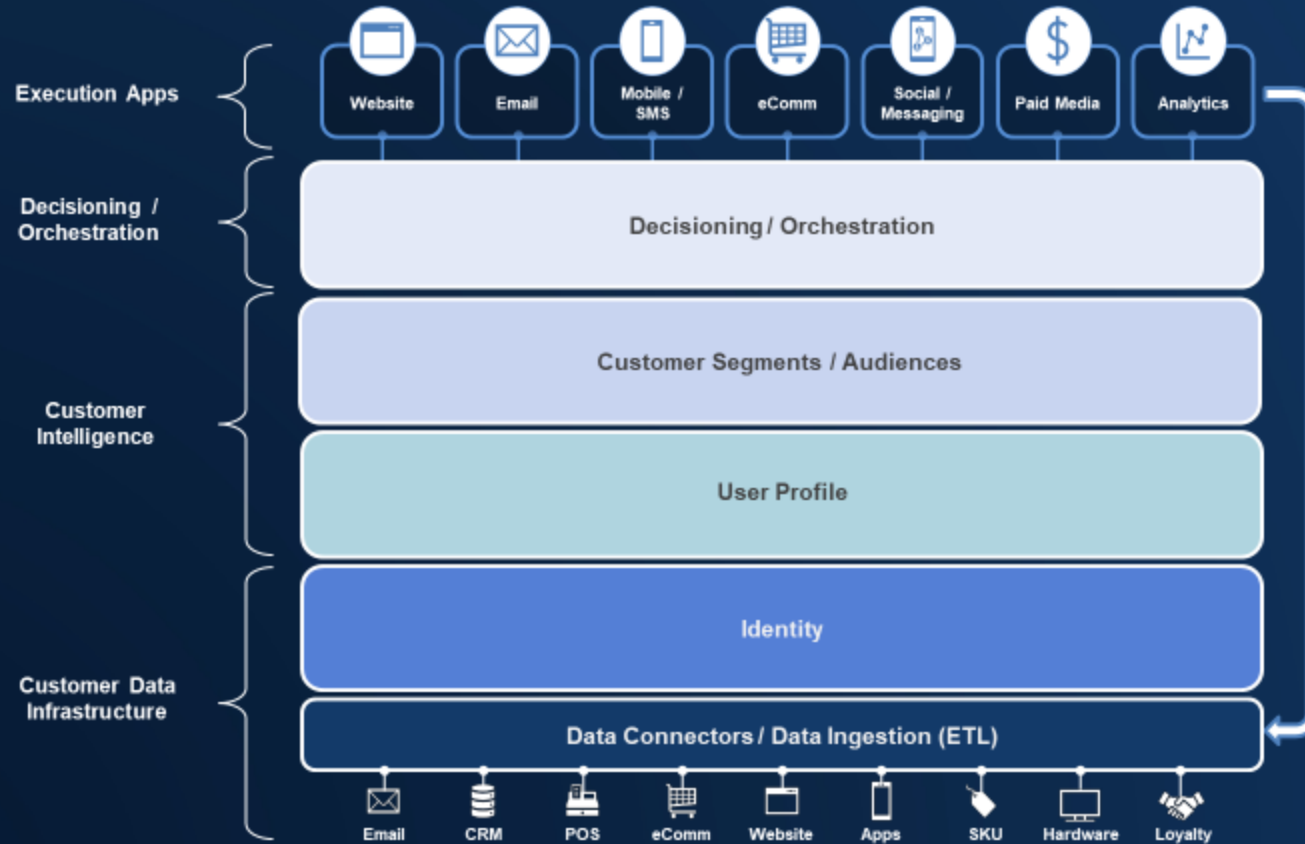 Execution Apps
Website
Email
Mobile /
SMS
eComm
Social /
Messaging
Paid Media
Analytics
Decisioning /
Orchestration
Decisioning / Orchestration
Customer
Intelligence
Customer Segments / Audiences
User Profile
Customer Data
Infrastructure
Identity
Data Connectors / Data Ingestion (ETL)
Email
CRM
POS
eComm
Website
Apps
SKU
Hardware
Loyalty